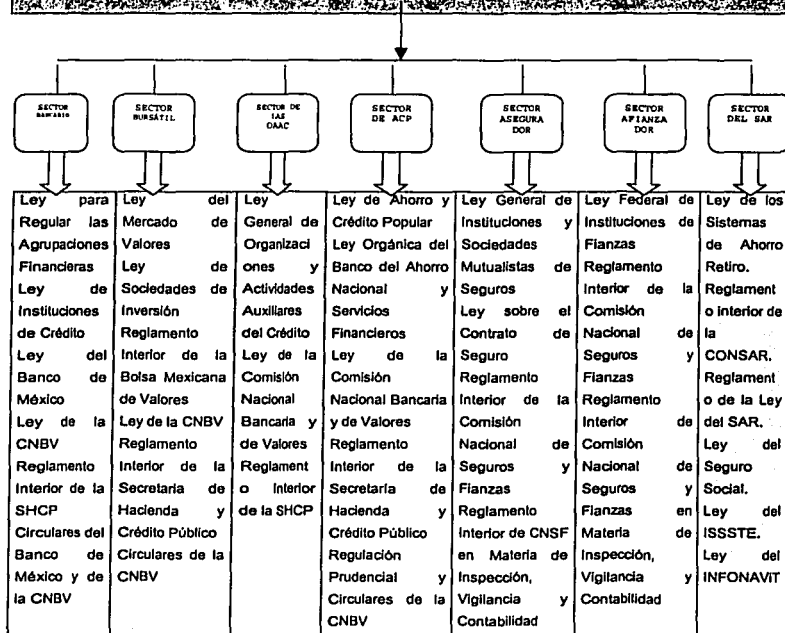 SECTOR
BANCARIO
SECTOR
BURSÁTIL
SECTOR DE
LAS
OAAC
SECTOR
DE ACP
SECTOR
ASEGURA
DOR
SECTOR
AFIANZA
DOR
SECTOR
DEL SAR
Ley para
Regular las
Agrupaciones
Financieras
Ley de
Instituciones
de Crédito
Ley del
Banco de
México
Ley de la
CNBV
Reglamento
Interior de la
SHCP
Circulares del
Banco de
México y de
la CNBV
Ley del
Mercado de
Valores
Ley de
Sociedades de
Inversión
Reglamento
Interior de la
Bolsa Mexicana
de Valores
Ley de la CNBV
Reglamento
Interior de la
Secretaria de
Hacienda y
Crédito Público
Circulares de la
CNBV
Ley
General de
Organizaci
ones y
Actividades
Auxiliares
del Crédito
Ley de la
Comisión
Nacional
Bancaria y
de Valores
Reglament
o Interior
de la SHCP
Ley de Ahorro y
Crédito Popular
Ley Orgánica del
Banco del Ahorro
Nacional y
Servicios
Financieros
Ley de la
Comisión
Nacional Bancaria
y de Valores
Reglamento
Interior de la
Secretaría de
Hacienda y
Crédito Público
Regulación
Prudencial y
Circulares de la
CNBV
Ley General de
Instituciones y
Sociedades
Mutualistas de
Seguros
Ley sobre el
Contrato de
Seguro
Reglamento
Interior de la
Comisión
Nacional de
Seguros y
Fianzas
Reglamento
Interior de CNSF
en Materia de
Inspección,
Vigilancia y
Contabilidad
Ley Federal de
Instituciones de
Fianzas
Reglamento
Interior de la
Comisión
Nacional de
Seguros y
Fianzas
Reglamento
Interior de
Comisión
Nacional de
Seguros y
Fianzas en
Materia de
Inspección,
Vigilancia y
Contabilidad
Ley de los
Sistemas
de Ahorro
Retiro.
Reglament
o interior de
la
CONSAR.
Reglament
o de la Ley
del SAR.
Ley del
Seguro
Social.
Ley del
ISSSTE.
Ley del
INFONAVIT